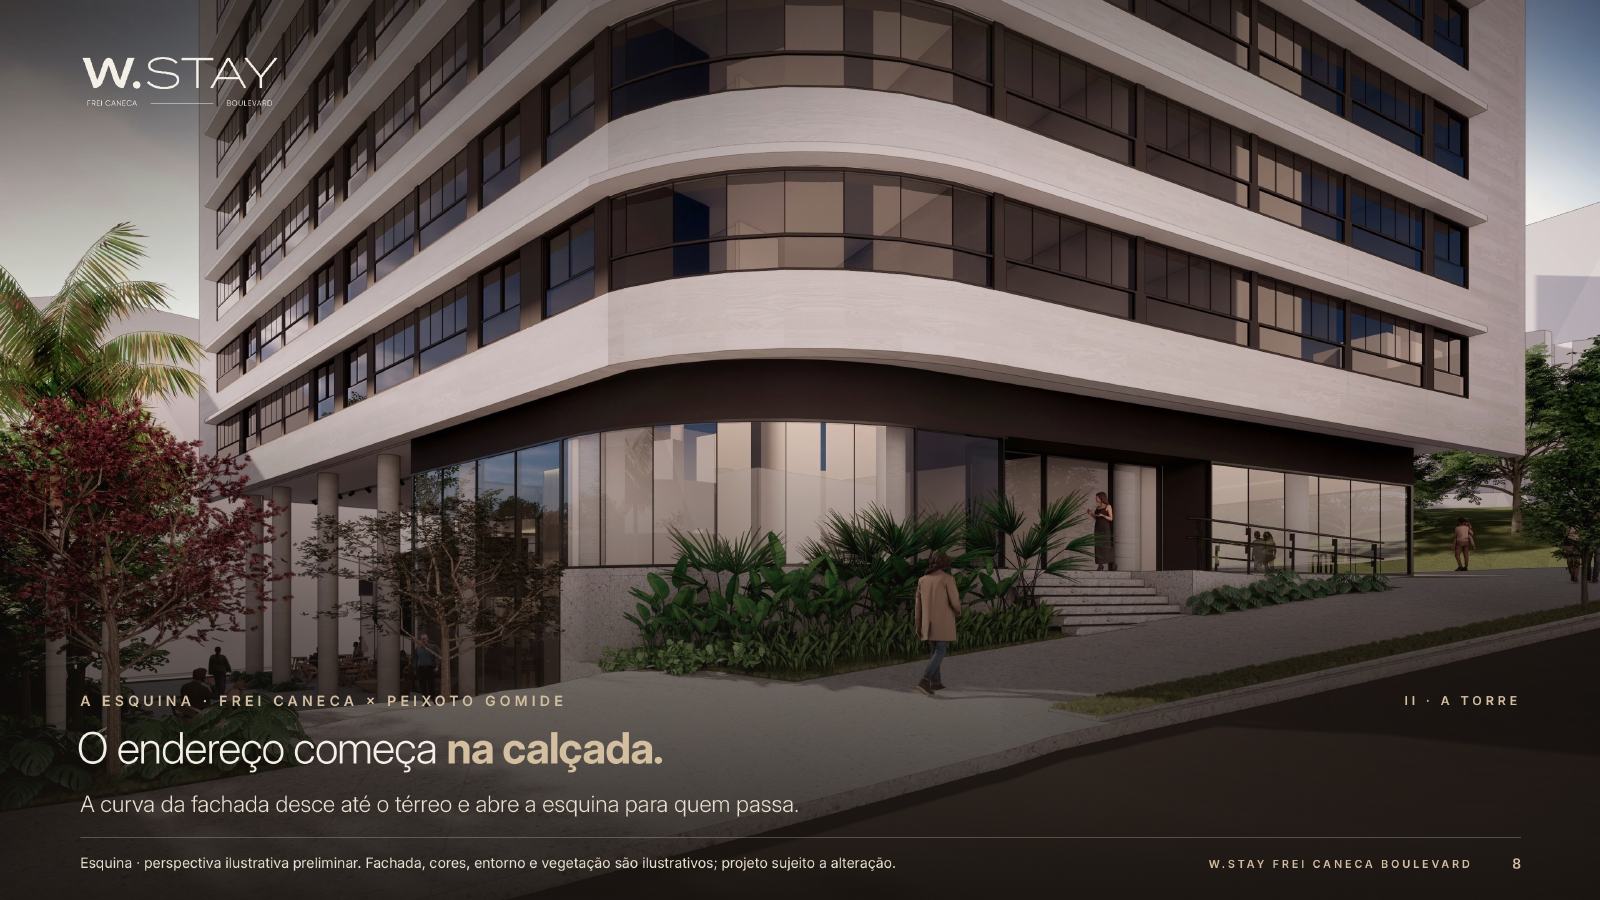 W.STAY
FREI CANECA BOULEVARD
A ESQUINA · FREI CANECA × PEIXOTO GOMIDE
II · A TORRE
O endereço começa na calçada.
A curva da fachada desce até o térreo e abre a esquina para quem passa.
Esquina · perspectiva ilustrativa preliminar. Fachada, cores, entorno e vegetação são ilustrativos; projeto sujeito a alteração.
W.STAY FREI CANECA BOULEVARD 8